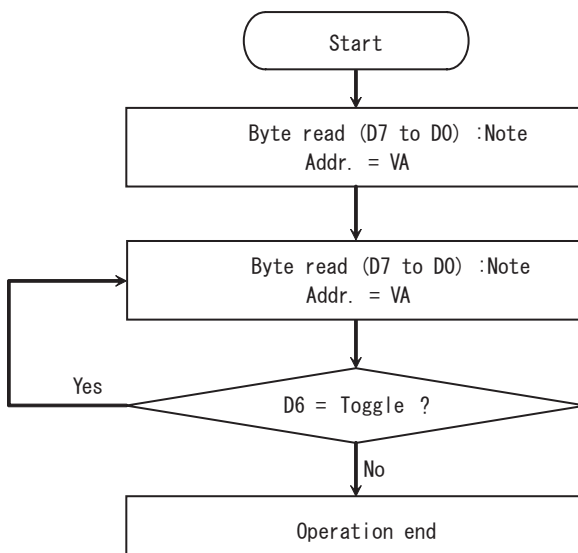 Start
Byte read (D7 to D0) :Note
Addr. = VA
Byte read (D7 to D0) :Note
Addr. = VA
Yes
D6 = Toggle ?
No
Operation end